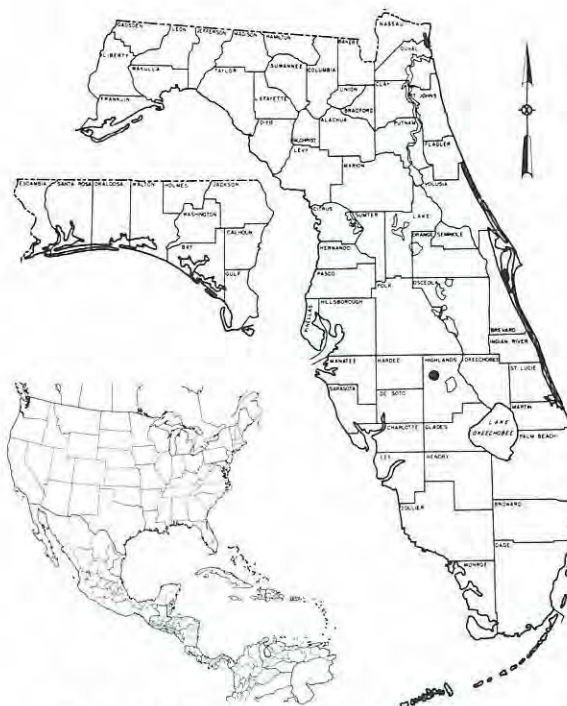 NASSAU
GADSDEN
LEON
JEFFERSON
MADISON
HAMILTON
BAKER
DUVAL
LIBERTY
WAKULLA
TAYLOR
SUWANNEE
COLUMBIA
UNION
CLAY
ST JOHNS
FRANKLIN
LAFAYETTE
BRADFORD
DIXIE
GILCHRIST
ALACHUA
PUTNAM
FLAGLER
LEVY
MARION
VOLUSIA
ESCAMBIA
SANTA ROSA
OKALOOSA
WALTON
HOLMES
JACKSON
WASHINGTON
BAY
CALHOUN
GULF
CITRUS
SUMTER
LAKE
HERNANDO
ORANGE
SEMINOLE
PASCO
POLK
OSCEOLA
HILLSBOROUGH
PINELLAS
BREVARD
INDIAN RIVER
MANATEE
HARDEE
HIGHLANDS
OKEECHOBEE
ST. LUCIE
SARASOTA
DE SOTO
MARTIN
CHARLOTTE
GLADES
LAKE
OKEECHOBEE
PALM BEACH
LEE
HENDRY
COLLIER
BROWARD
DADE
MONROE